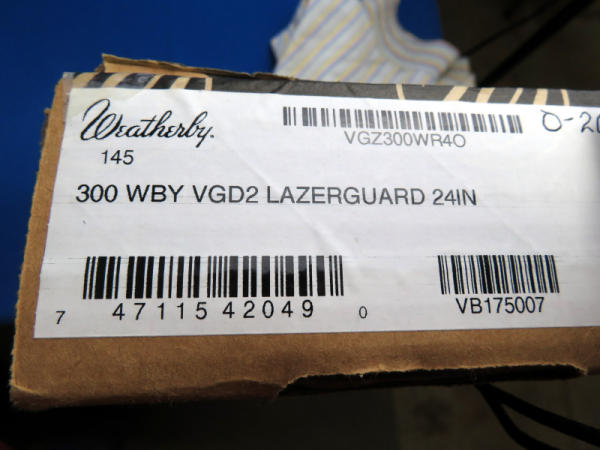 Weatherby.
VGZ300WR4O
145
300 WBY VGD2 LAZERGUARD 24IN
7 47115 42049 0
VB175007